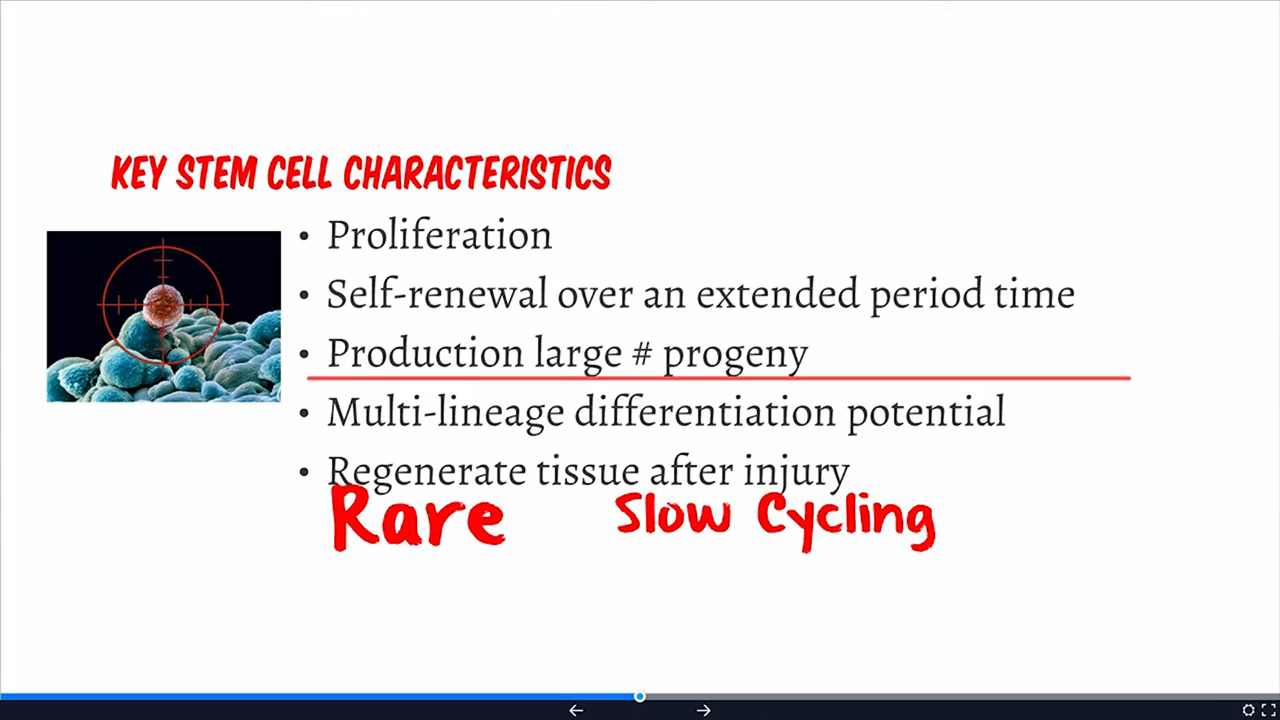 KEY STEM CELL CHARACTERISTICS
• Proliferation
• Self-renewal over an extended period time
• Production large # progeny
• Multi-lineage differentiation potential
• Regenerate tissue after injury
Rare Slow Cycling